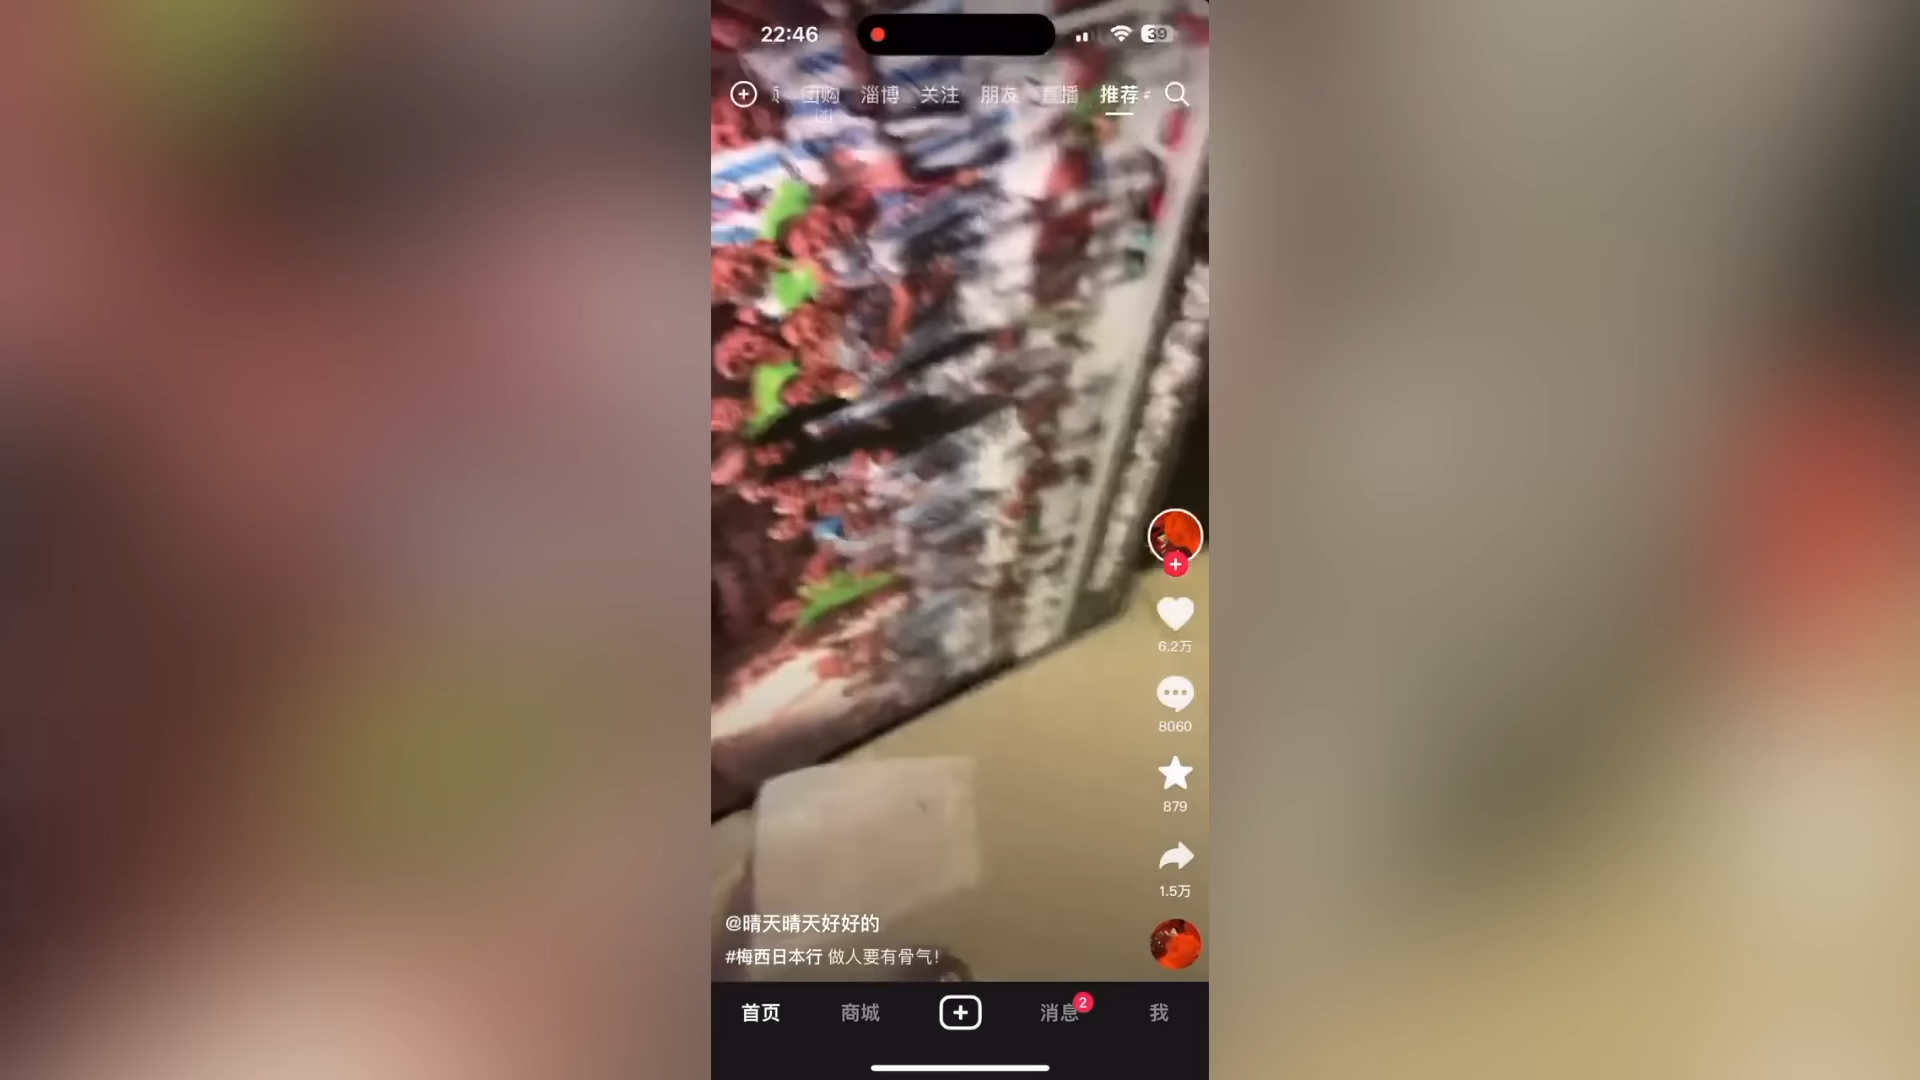 22:46
39
团购
淄博
关注
朋友
直播
推荐
6.2万
8060
879
1.5万
@晴天晴天好好的
#梅西日本行 做人要有骨气!
首页
商城
消息
2
我